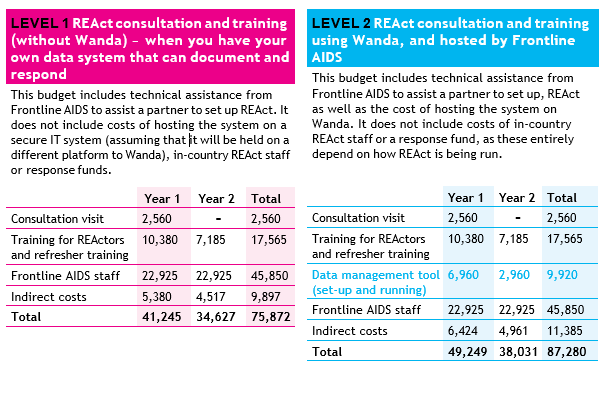 LEVEL 1 REAct consultation and training
(without Wanda) – when you have your
own data system that can document and
respond
This budget includes technical assistance from
Frontline AIDS to assist a partner to set up REAct. It
does not include costs of hosting the system on a
secure IT system (assuming that it will be held on a
different platform to Wanda), in-country REAct staff
or response funds.
Year 1 Year 2 Total
Consultation visit 2,560 - 2,560
Training for REActors 10,380 7,185 17,565
and refresher training
Frontline AIDS staff 22,925 22,925 45,850
Indirect costs 5,380 4,517 9,897
Total 41,245 34,627 75,872
LEVEL 2 REAct consultation and training
using Wanda, and hosted by Frontline
AIDS
This budget includes technical assistance from
Frontline AIDS to assist a partner to set up, REAct
as well as the cost of hosting the system on
Wanda. It does not include costs of in-country
REAct staff or a response fund, as these entirely
depend on how REAct is being run.
Year 1 Year 2 Total
Consultation visit 2,560 - 2,560
Training for REActors 10,380 7,185 17,565
and refresher training
Data management tool 6,960 2,960 9,920
(set-up and running)
Frontline AIDS staff 22,925 22,925 45,850
Indirect costs 6,424 4,961 11,385
Total 49,249 38,031 87,280